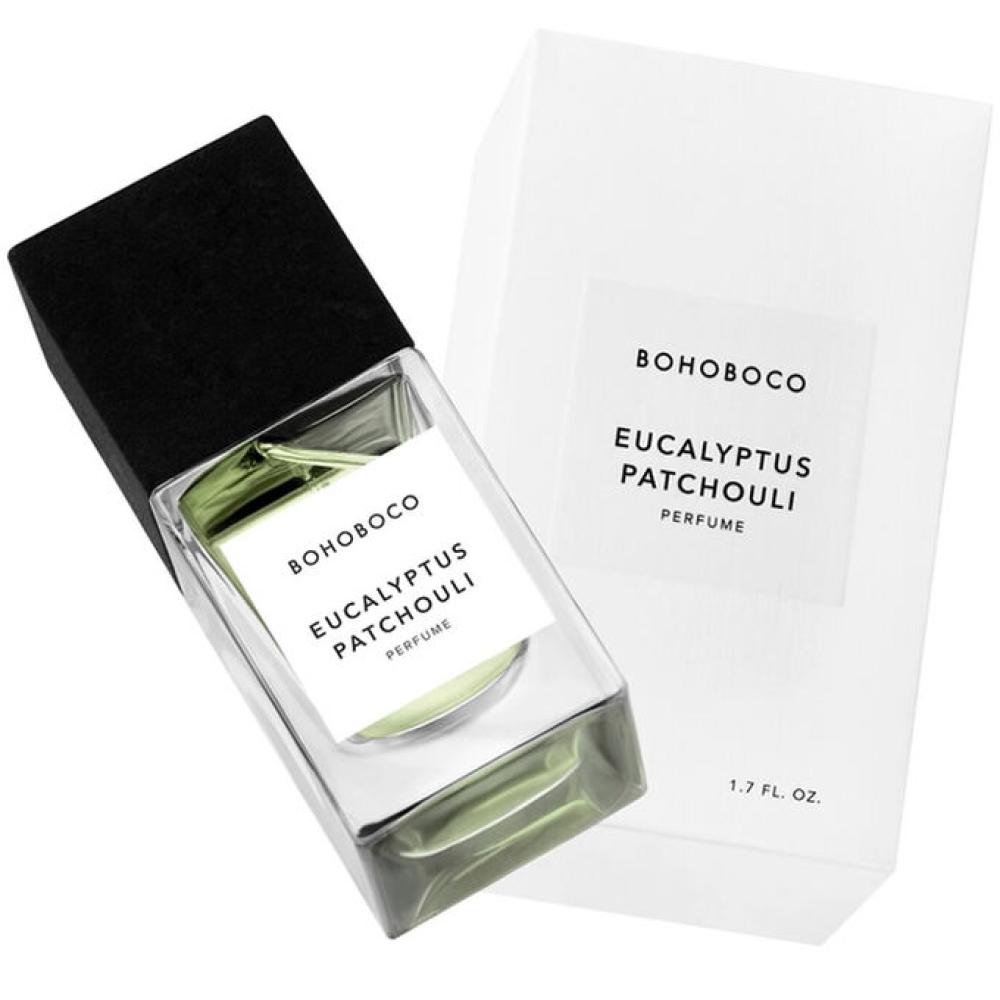 BOHOBOCO
EUCALYPTUS
PATCHOULI
PERFUME
BOHOBOCO
EUCALYPTUS
PATCHOULI
PERFUME
1.7 FL. OZ.